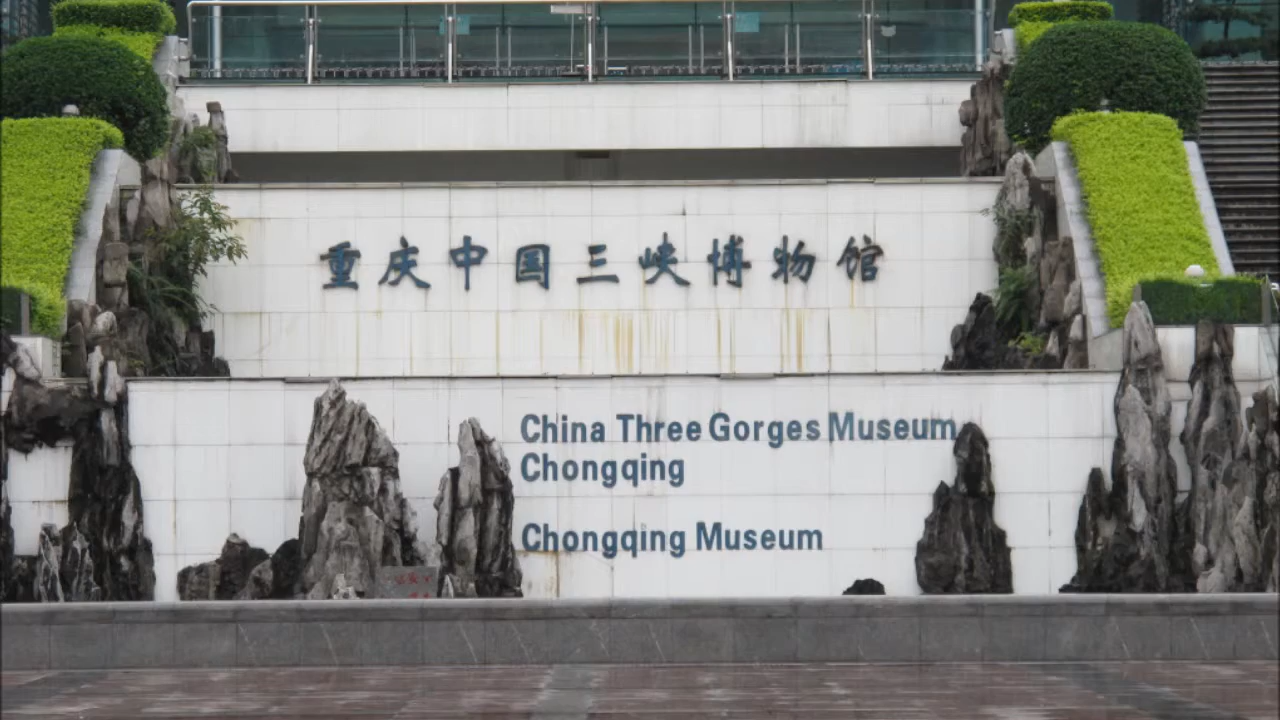 重庆中国三峡博物馆
China Three Gorges Museum
Chongqing
Chongqing Museum